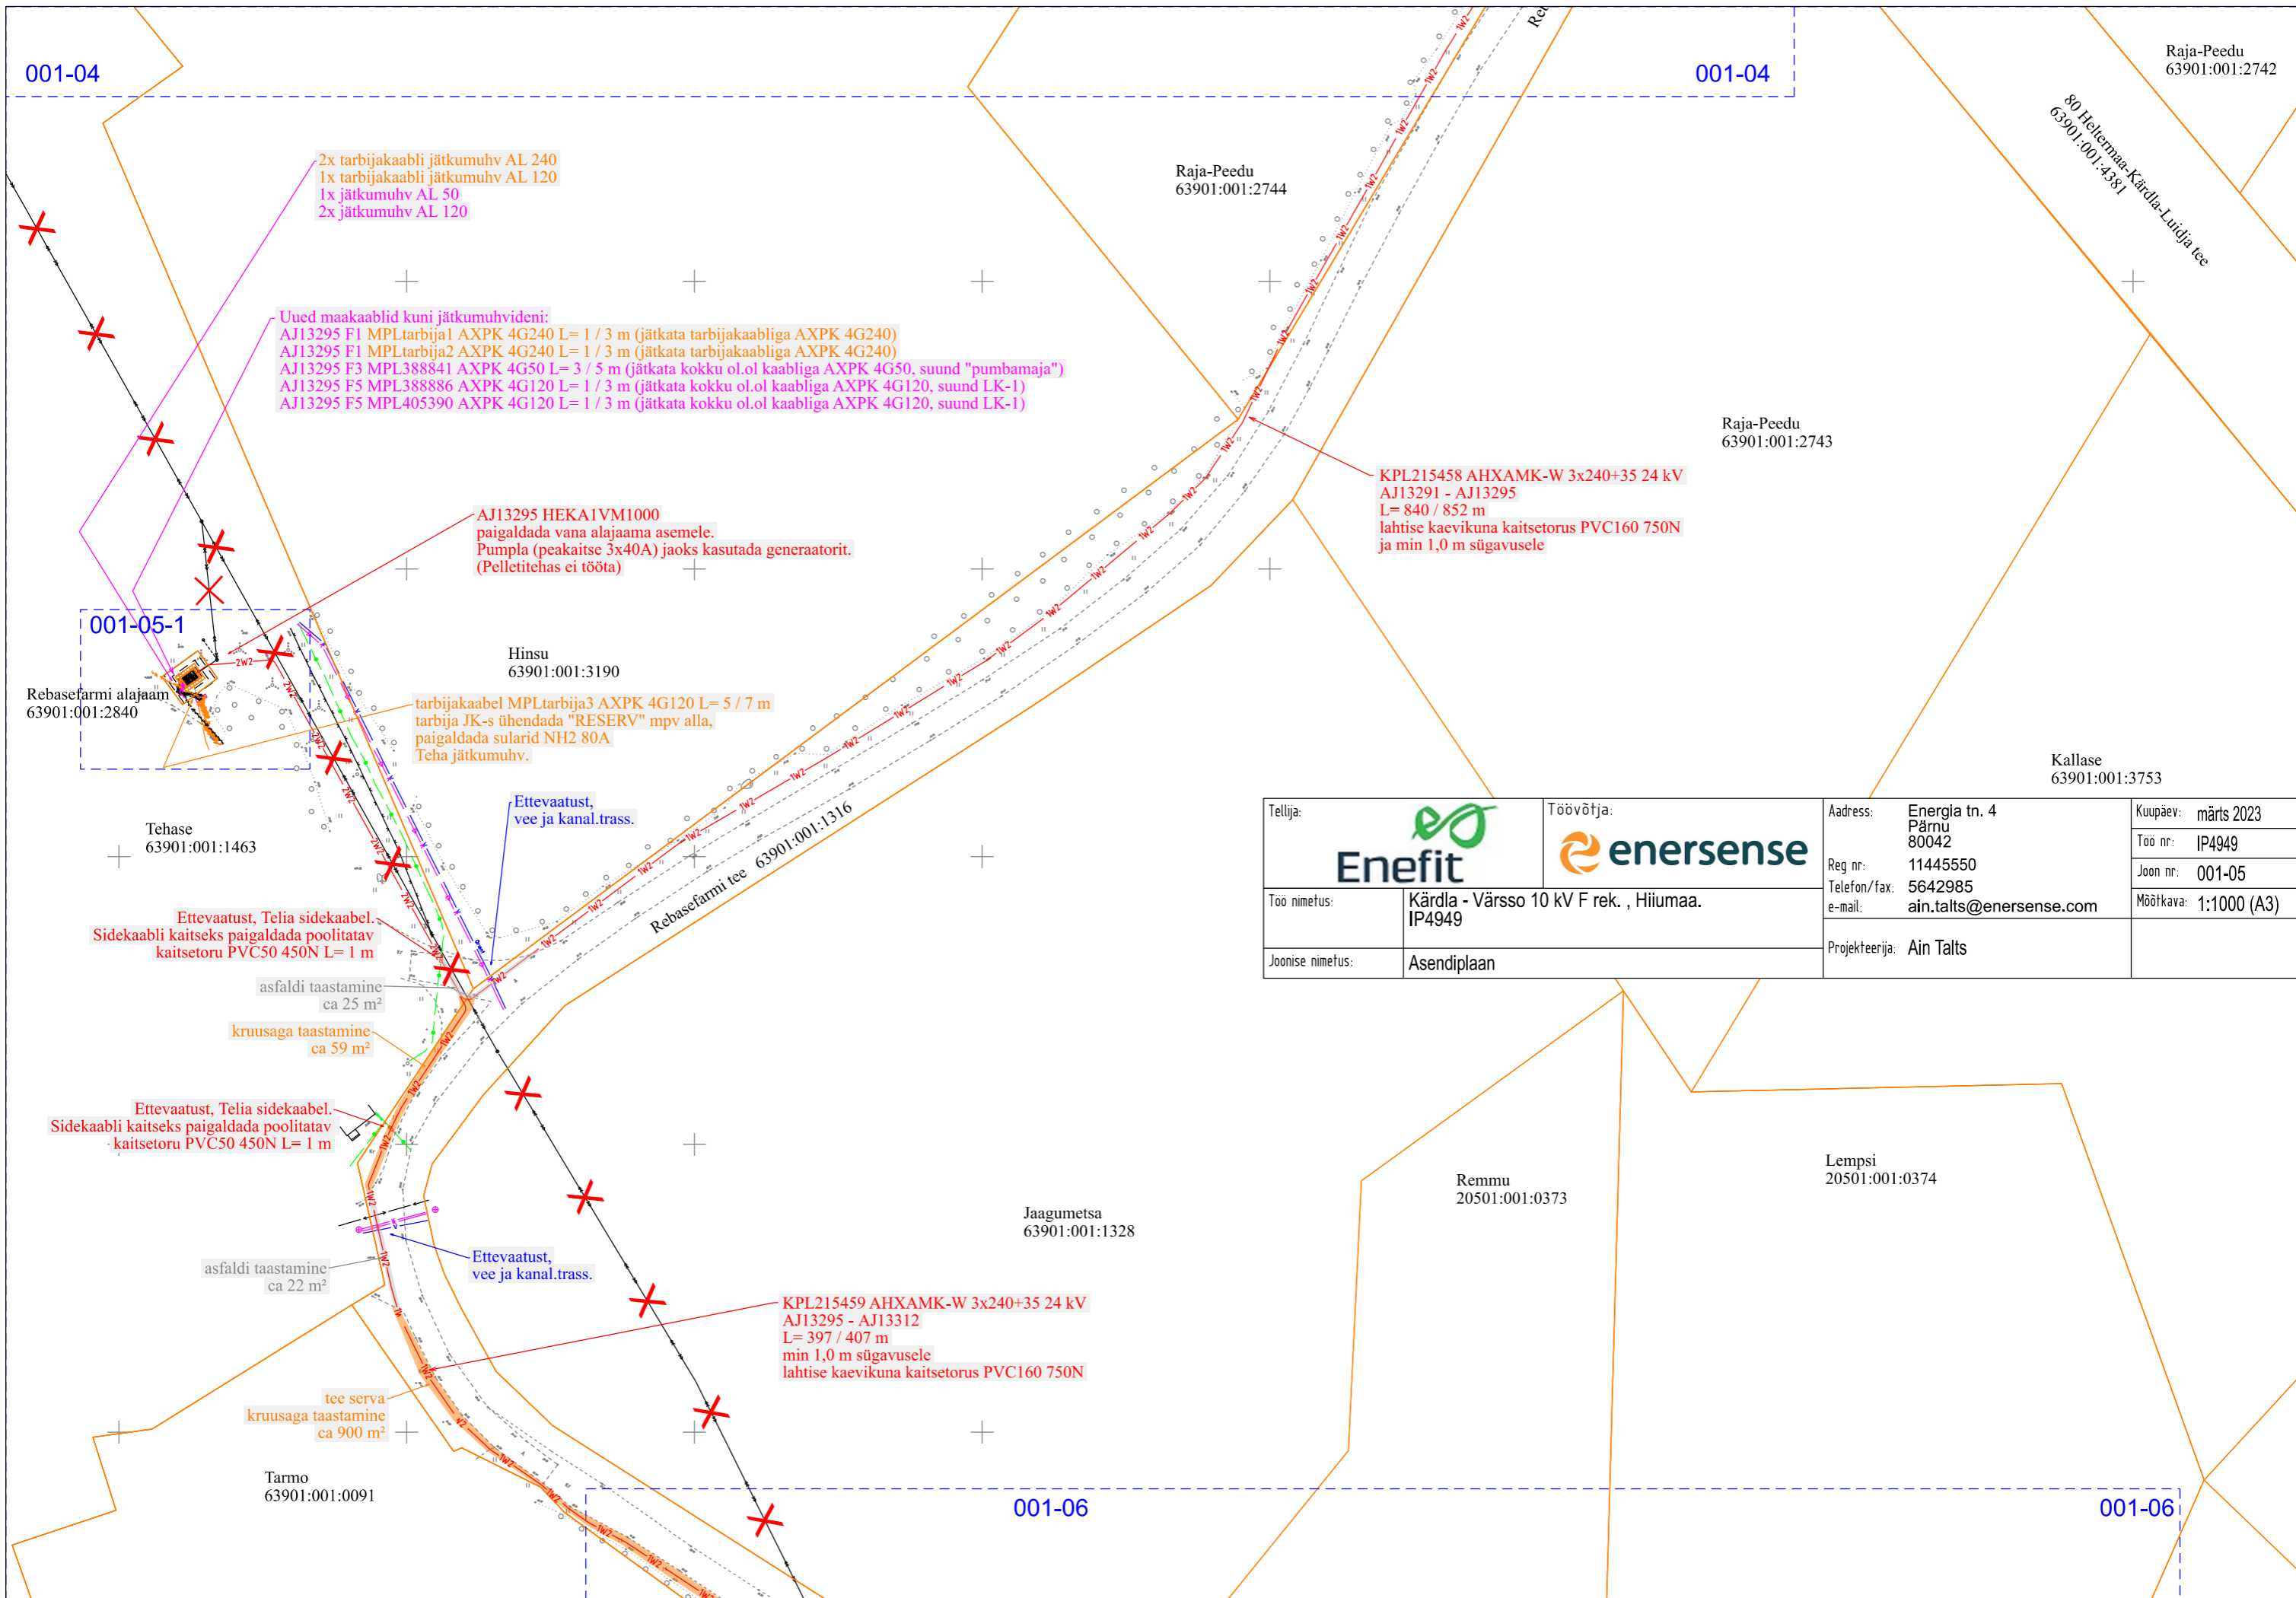 001-04
001-04
Raja-Peedu
63901:001:2742
80 Heltermaa-Kärdla-Luidja tee
63901:001:4381
2x tarbijakaabli jätkumuhv AL 240
1x tarbijakaabli jätkumuhv AL 120
1x jätkumuhv AL 50
2x jätkumuhv AL 120
Raja-Peedu
63901:001:2744
Uued maakaablid kuni jätkumuhvideni:
AJ13295 F1 MPLtarbija1 AXPK 4G240 L= 1 / 3 m (jätkata tarbijakaabliga AXPK 4G240)
AJ13295 F1 MPLtarbija2 AXPK 4G240 L= 1 / 3 m (jätkata tarbijakaabliga AXPK 4G240)
AJ13295 F3 MPL388841 AXPK 4G50 L= 3 / 5 m (jätkata kokku ol.ol kaabliga AXPK 4G50, suund "pumbamaja")
AJ13295 F5 MPL388886 AXPK 4G120 L= 1 / 3 m (jätkata kokku ol.ol kaabliga AXPK 4G120, suund LK-1)
AJ13295 F5 MPL405390 AXPK 4G120 L= 1 / 3 m (jätkata kokku ol.ol kaabliga AXPK 4G120, suund LK-1)
Raja-Peedu
63901:001:2743
KPL215458 AHXAMK-W 3x240+35 24 kV
AJ13291 - AJ13295
L= 840 / 852 m
lahtise kaevikuna kaitsetorus PVC160 750N
ja min 1,0 m sügavusele
AJ13295 HEKA1VM1000
paigaldada vana alajaama asemele.
Pumpla (peakaitse 3x40A) jaoks kasutada generaatorit.
(Pelletitehas ei tööta)
001-05-1
2W2
Hinsu
63901:001:3190
Rebasefarmi alajaam
63901:001:2840
tarbijakaabel MPLtarbija3 AXPK 4G120 L= 5 / 7 m
tarbija JK-s ühendada "RESERV" mpv alla,
paigaldada sularid NH2 80A
Teha jätkumuhv.
Kallase
63901:001:3753
Ettevaatust,
vee ja kanal.trass.
Tehase
63901:001:1463
Rebasefarmi tee 63901:001:1316
Tellija:
Enefit
Töövõtja:
enersense
Aadress: Energia tn. 4
Pärnu
80042
Reg nr: 11445550
Telefon/fax: 5642985
e-mail: ain.talts@enersense.com
Kuupäev: märts 2023
Töö nr: IP4949
Joon nr: 001-05
Mõõtkava: 1:1000 (A3)
Töö nimetus: Kärdla - Värsso 10 kV F rek. , Hiiumaa.
IP4949
Projekteerija: Ain Talts
Joonise nimetus: Asendiplaan
Ettevaatust, Telia sidekaabel.
Sidekaabli kaitseks paigaldada poolitatav
kaitsetoru PVC50 450N L= 1 m
asfaldi taastamine
ca 25 m²
kruusaga taastamine
ca 59 m²
Ettevaatust, Telia sidekaabel.
Sidekaabli kaitseks paigaldada poolitatav
kaitsetoru PVC50 450N L= 1 m
1W2
Remmu
20501:001:0373
Lempsi
20501:001:0374
Jaagumetsa
63901:001:1328
asfaldi taastamine
ca 22 m²
Ettevaatust,
vee ja kanal.trass.
KPL215459 AHXAMK-W 3x240+35 24 kV
AJ13295 - AJ13312
L= 397 / 407 m
min 1,0 m sügavusele
lahtise kaevikuna kaitsetorus PVC160 750N
tee serva
kruusaga taastamine
ca 900 m²
Tarmo
63901:001:0091
001-06
001-06